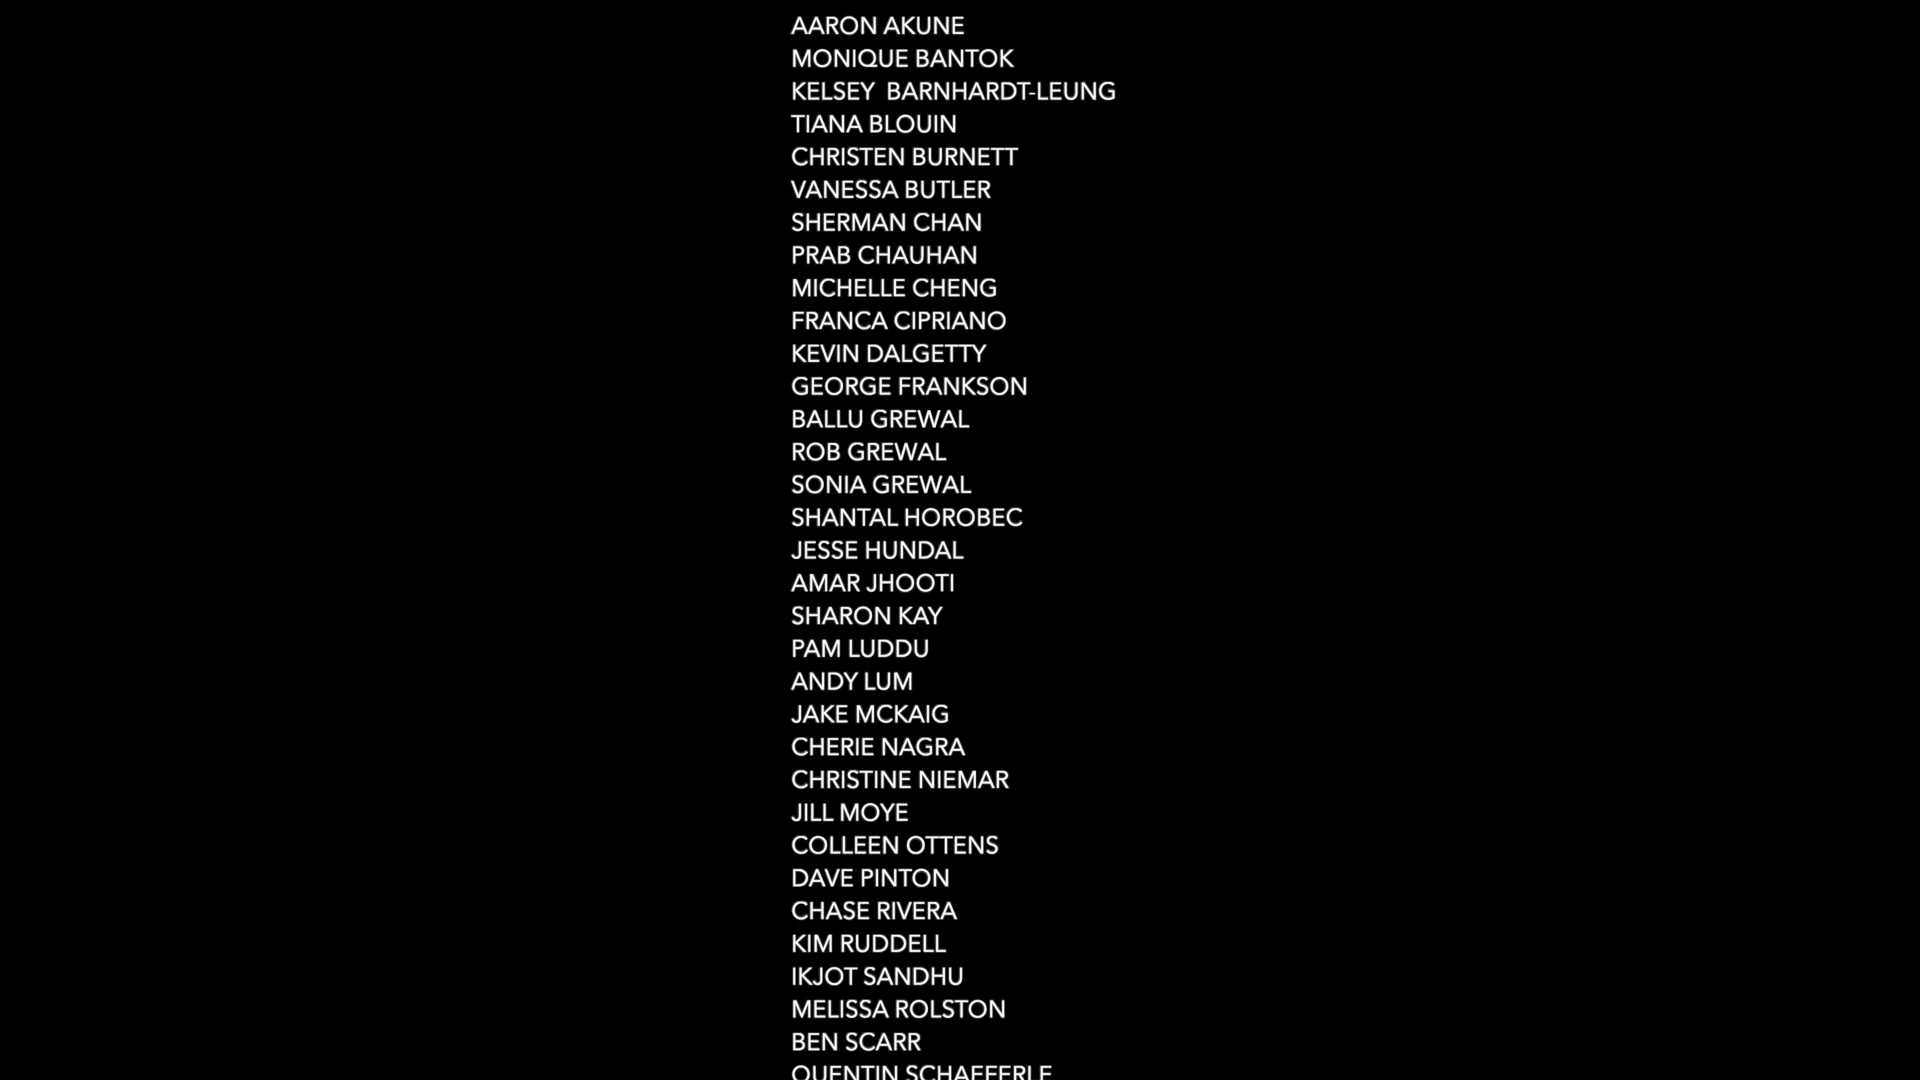 AARON AKUNE
MONIQUE BANTOK
KELSEY  BARNHARDT-LEUNG
TIANA BLOUIN
CHRISTEN BURNETT
VANESSA BUTLER
SHERMAN CHAN
PRAB CHAUHAN
MICHELLE CHENG
FRANCA CIPRIANO
KEVIN DALGETTY
GEORGE FRANKSON
BALLU GREWAL
ROB GREWAL
SONIA GREWAL
SHANTAL HOROBEC
JESSE HUNDAL
AMAR JHOOTI
SHARON KAY
PAM LUDDU
ANDY LUM
JAKE MCKAIG
CHERIE NAGRA
CHRISTINE NIEMAR
JILL MOYE
COLLEEN OTTENS
DAVE PINTON
CHASE RIVERA
KIM RUDDELL
IKJOT SANDHU
MELISSA ROLSTON
BEN SCARR
QUENTIN SCHAEFERLE